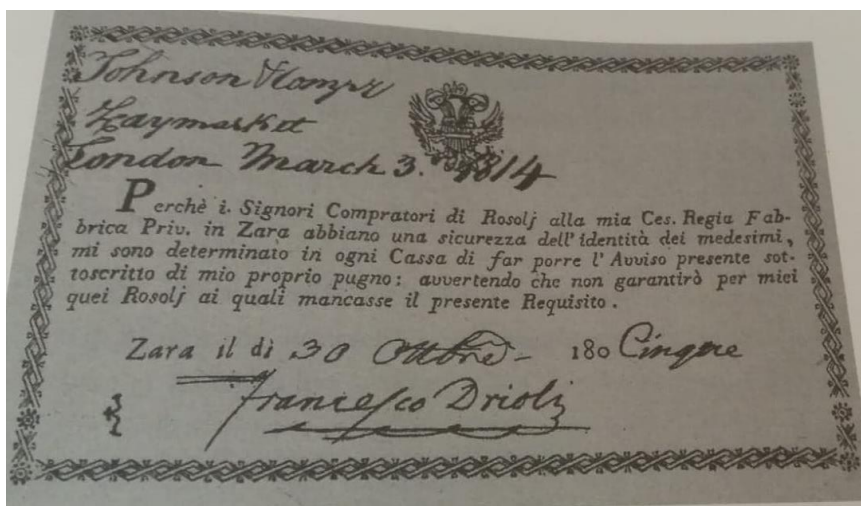 Johnson & Compy
Haymarket
London March 3. 1814
Perchè i. Signori Compratori di Rosolj alla mia Ces. Regia Fab-
brica Priv. in Zara abbiano una sicurezza dell' identità dei medesimi,
mi sono determinato in ogni Cassa di far porre l' Avviso presente sot-
toscritto di mio proprio pugno: avvertendo che non garantirò per miei
quei Rosolj ai quali mancasse il presente Requisito.
Zara il dì 30 Ottbre 180 Cinque
Francesco Drioli